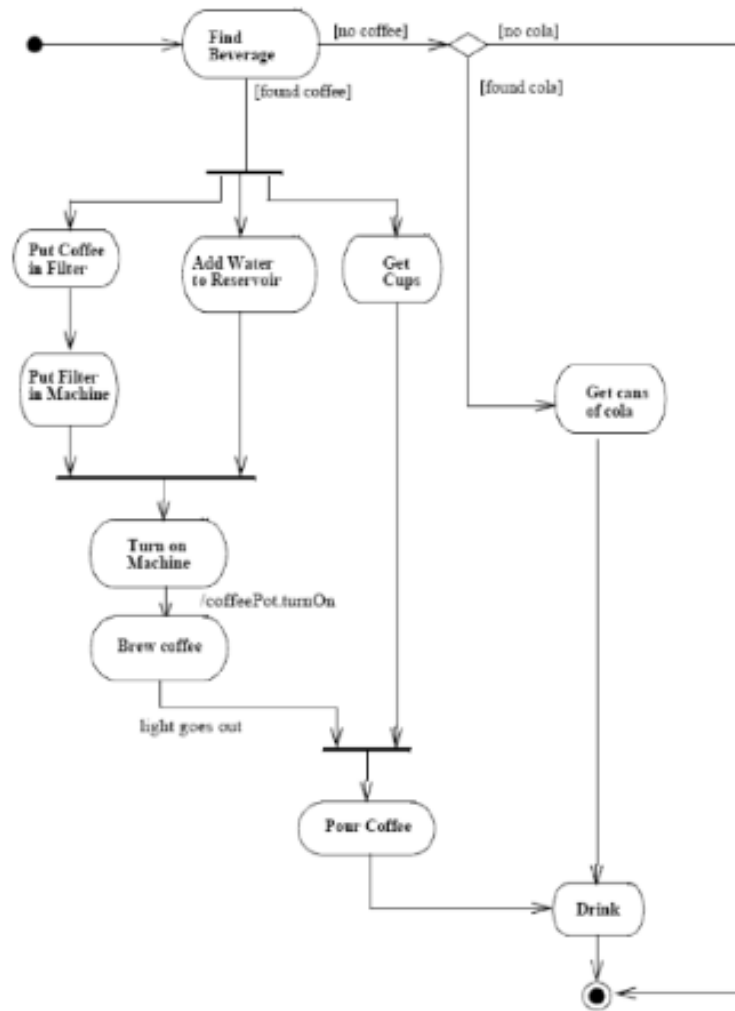 Find
Beverage
[no coffee]
[no cola]
[found coffee]
[found cola]
Put Coffee
in Filter
Add Water
to Reservoir
Get
Cups
Put Filter
in Machine
Get cans
of cola
Turn on
Machine
/coffeePot.turnOn
Brew coffee
light goes out
Pour Coffee
Drink